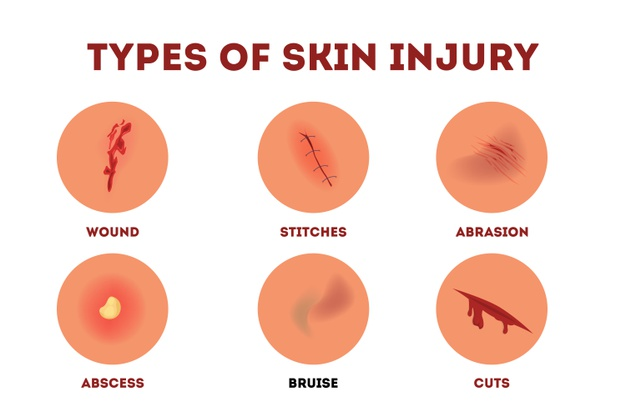 TYPES OF SKIN INJURY
WOUND
STITCHES
ABRASION
ABSCESS
BRUISE
CUTS